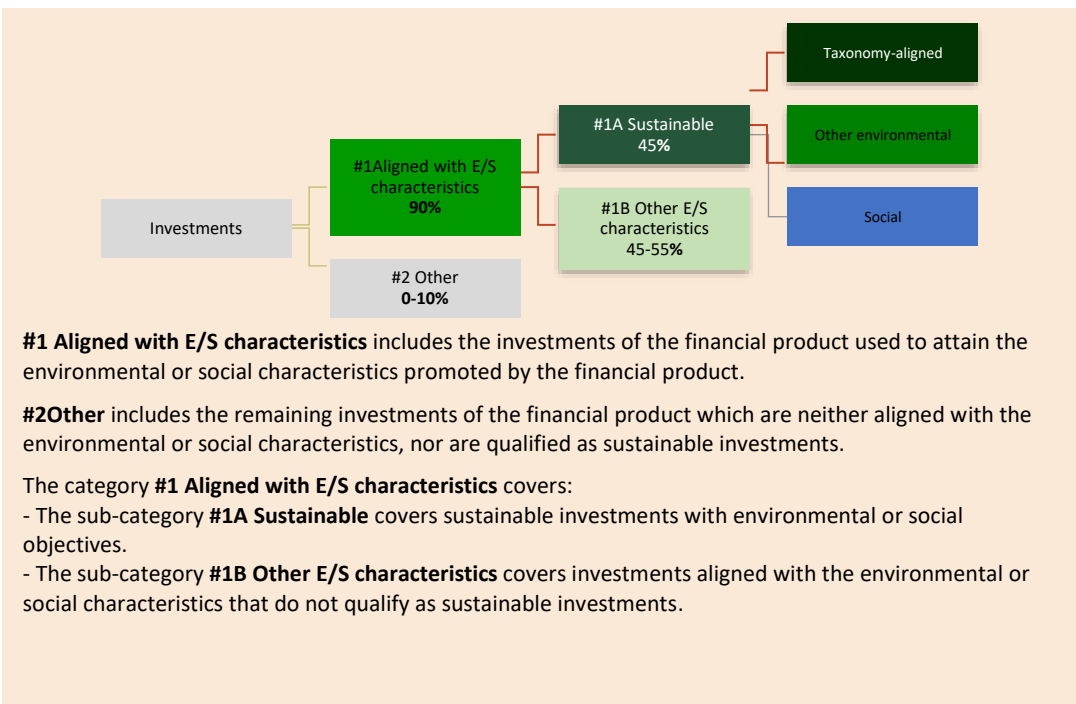 Taxonomy-aligned
#1A Sustainable
45%
Other environmental
#1Aligned with E/S
characteristics
90%
#1B Other E/S
characteristics
45-55%
Social
Investments
#2 Other
0-10%
#1 Aligned with E/S characteristics includes the investments of the financial product used to attain the
environmental or social characteristics promoted by the financial product.
#2Other includes the remaining investments of the financial product which are neither aligned with the
environmental or social characteristics, nor are qualified as sustainable investments.
The category #1 Aligned with E/S characteristics covers:
- The sub-category #1A Sustainable covers sustainable investments with environmental or social
objectives.
- The sub-category #1B Other E/S characteristics covers investments aligned with the environmental or
social characteristics that do not qualify as sustainable investments.